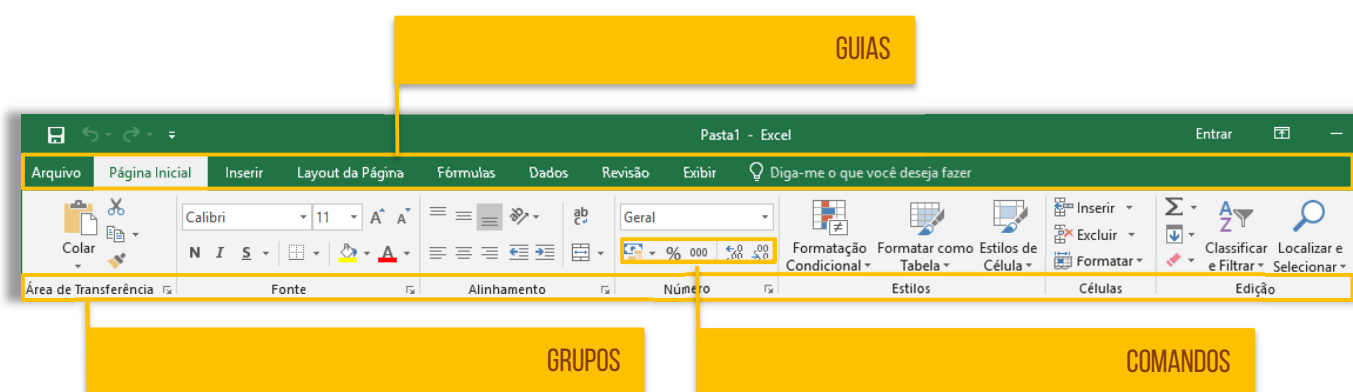 GUIAS
Pasta1 - Excel
Entrar
Arquivo Página Inicial Inserir Layout da Página Fórmulas Dados Revisão Exibir Diga-me o que você deseja fazer
Colar
Calibri 11 A A
N I S A
ab
Geral
% 000
Formatação Condicional
Formatar como Tabela
Estilos de Célula
Inserir
Excluir
Formatar
Classificar e Filtrar
Localizar e Selecionar
Área de Transferência Fonte Alinhamento Número Estilos Células Edição
GRUPOS
COMANDOS